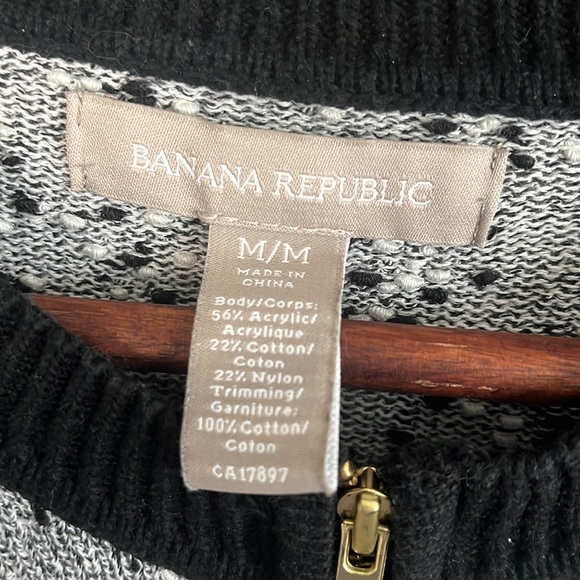 BANANA REPUBLIC
M/M
MADE IN
CHINA
Body/Corps:
56% Acrylic/
Acrylique
22% Cotton/
Coton
22% Nylon
Trimming/
Garniture:
100% Cotton/
Coton
CA17897